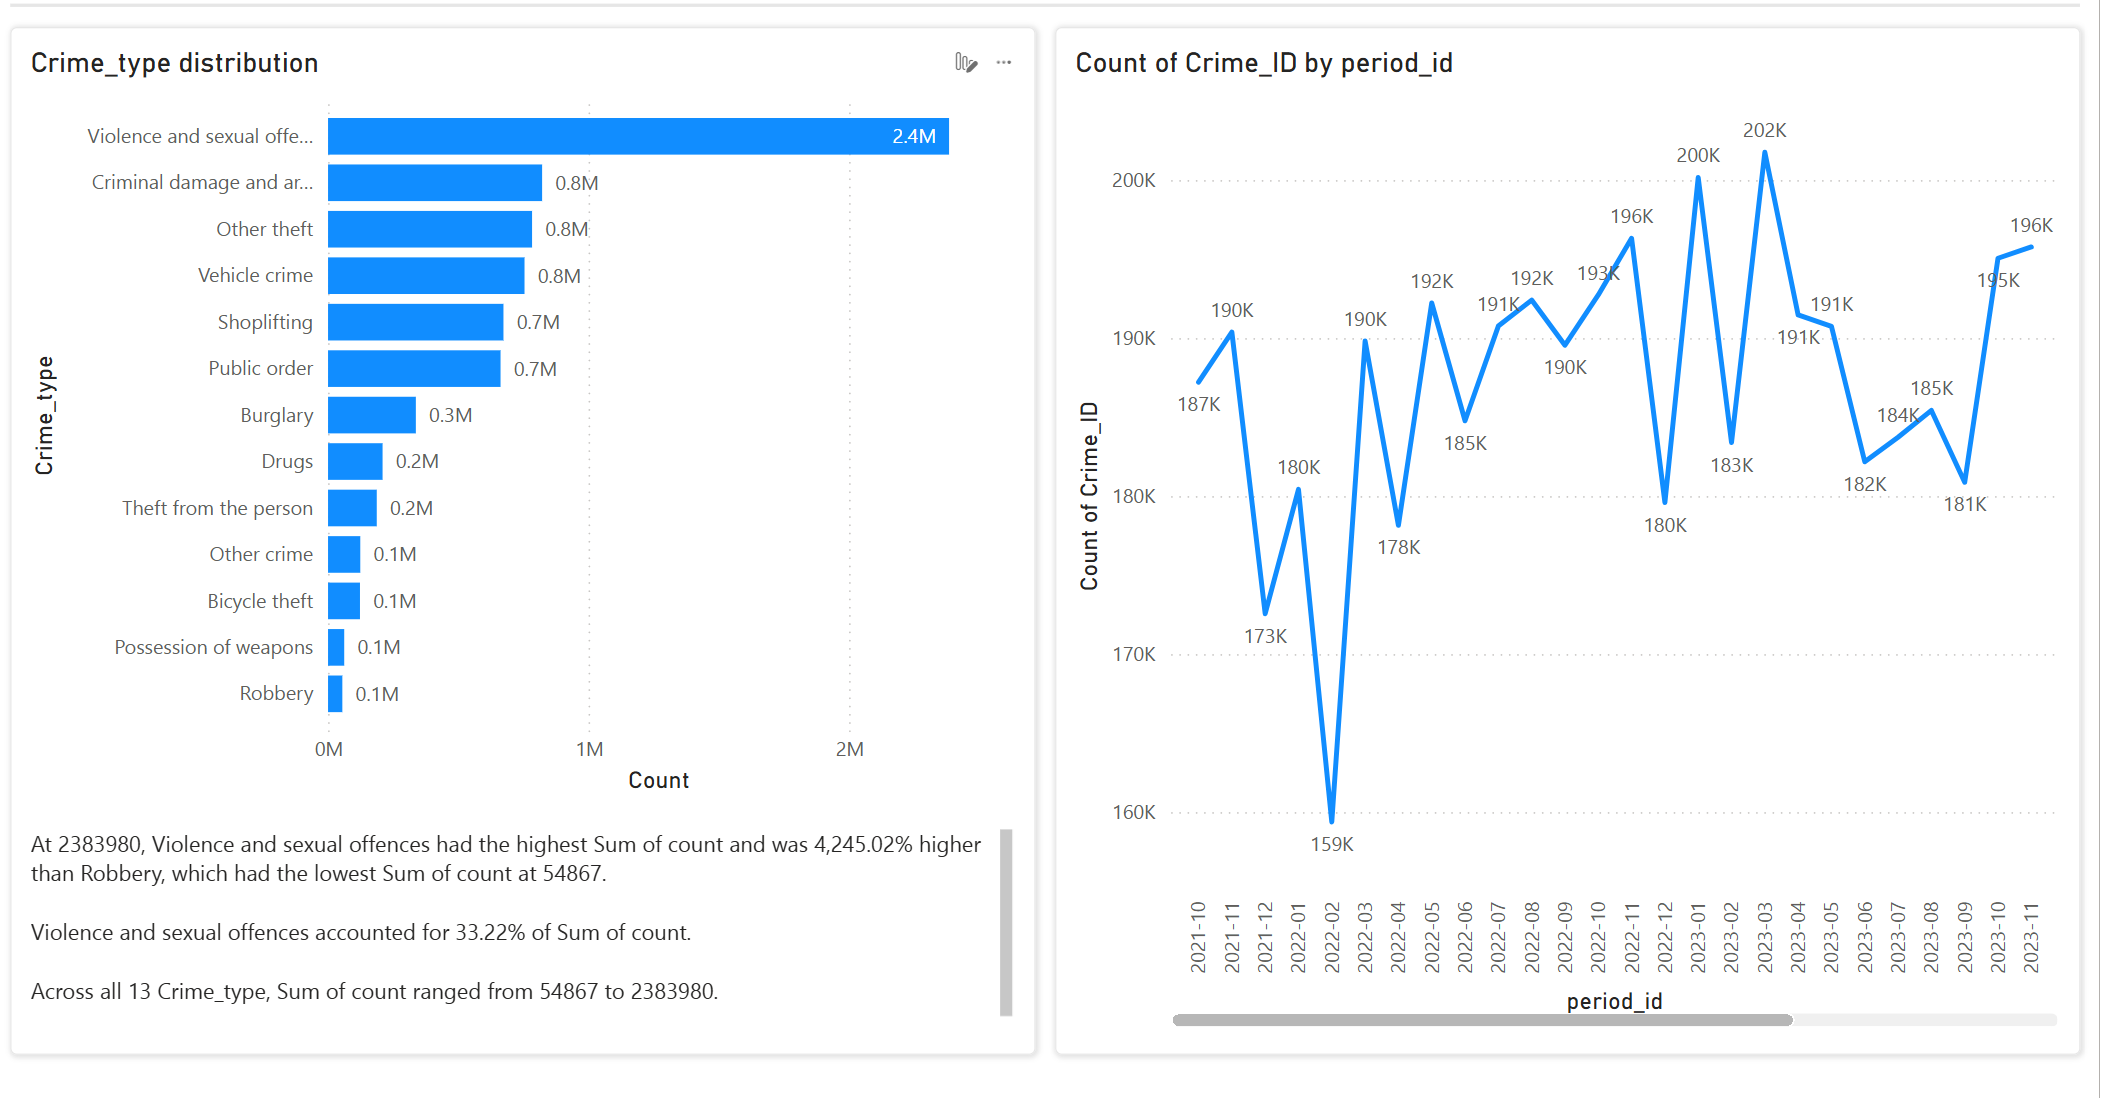 Crime_type distribution
Crime_type
Violence and sexual offe...
2.4M
Criminal damage and ar...
0.8M
Other theft
0.8M
Vehicle crime
0.8M
Shoplifting
0.7M
Public order
0.7M
Burglary
0.3M
Drugs
0.2M
Theft from the person
0.2M
Other crime
0.1M
Bicycle theft
0.1M
Possession of weapons
0.1M
Robbery
0.1M
0M
1M
2M
Count
At 2383980, Violence and sexual offences had the highest Sum of count and was 4,245.02% higher
than Robbery, which had the lowest Sum of count at 54867.
Violence and sexual offences accounted for 33.22% of Sum of count.
Across all 13 Crime_type, Sum of count ranged from 54867 to 2383980.
Count of Crime_ID by period_id
Count of Crime_ID
200K
190K
180K
170K
160K
187K
190K
173K
180K
159K
190K
178K
192K
185K
191K
192K
190K
193K
196K
180K
200K
183K
202K
191K
191K
182K
184K
185K
181K
195K
196K
2021-10
2021-11
2021-12
2022-01
2022-02
2022-03
2022-04
2022-05
2022-06
2022-07
2022-08
2022-09
2022-10
2022-11
2022-12
2023-01
2023-02
2023-03
2023-04
2023-05
2023-06
2023-07
2023-08
2023-09
2023-10
2023-11
period_id